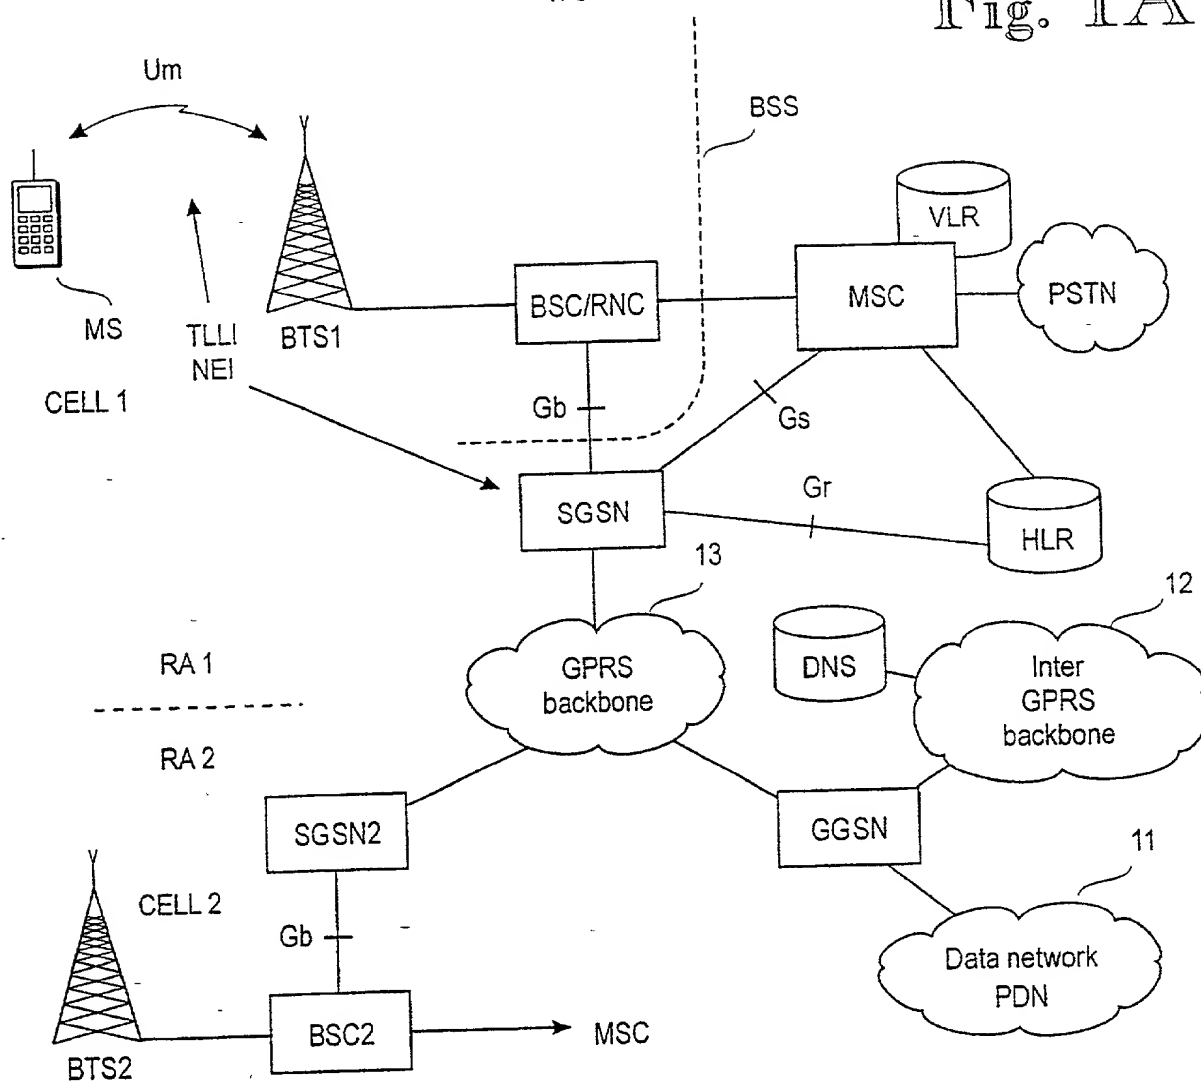 Fig. 1A
Um
BSS
VLR
MSC
PSTN
BSC/RNC
MS
TLLI
NEI
BTS1
CELL 1
Gb
Gs
SGSN
Gr
HLR
13
12
RA 1
GPRS
backbone
DNS
Inter
GPRS
backbone
RA 2
SGSN2
GGSN
11
CELL 2
Gb
Data network
PDN
BSC2
MSC
BTS2